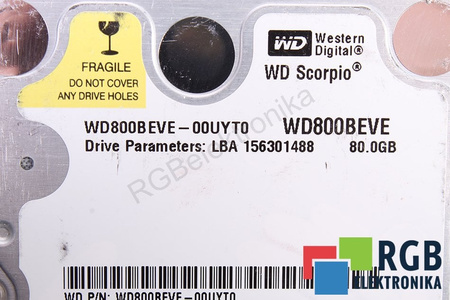 FRAGILE
DO NOT COVER
ANY DRIVE HOLES
WD Western
Digital®
WD Scorpio®
WD800BEVE-00UYT0 WD800BEVE
Drive Parameters: LBA 156301488 80.0GB
RGBelektronika
WD P/N: WD800BEVE-00UYT0
RGB
ELEKTRONIKA